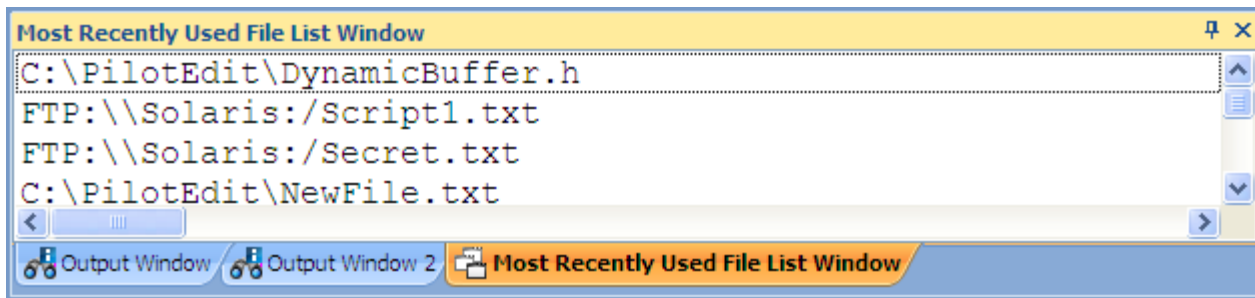 Most Recently Used File List Window
C:\PilotEdit\DynamicBuffer.h
FTP:\\Solaris:/Script1.txt
FTP:\\Solaris:/Secret.txt
C:\PilotEdit\NewFile.txt
Output Window Output Window 2 Most Recently Used File List Window